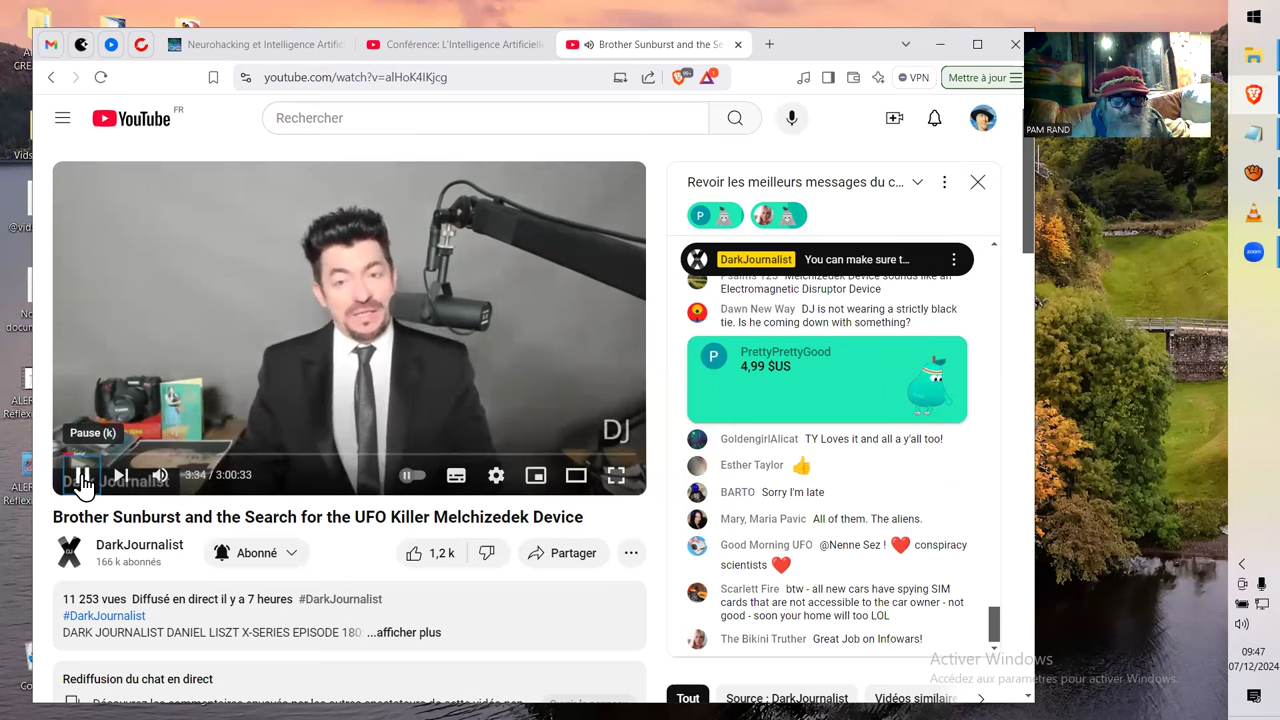 Neurohacking et Intelligence Artifi
Conférence: L'Intelligence Artificielle
Brother Sunburst and the Se
youtube.com/watch?v=alHoK4lKjcg
VPN
Mettre à jour
YouTube FR
Rechercher
PAM RAND
Revoir les meilleurs messages du c...
P
DarkJournalist You can make sure t...
Psalms 123 Melchizedek Device sounds like an
Electromagnetic Disruptor Device
Dawn New Way DJ is not wearing a strictly black
tie. Is he coming down with something?
P PrettyPrettyGood
4,99 $US
GoldengirlAlicat TY Loves it and all a y'all too!
Esther Taylor 👍
BARTO Sorry I'm late
Mary, Maria Pavic All of them. The aliens.
Good Morning UFO @Nenne Sez ! ❤️ conspiracy
scientists ❤️
Scarlett Fire btw - all new cars have spying SIM
cards that are not accessible to the car owner - not
good - soon your home will too LOL
The Bikini Truther Great Job on Infowars!
DJ
Pause (k)
3:34 / 3:00:33
DarkJournalist
Brother Sunburst and the Search for the UFO Killer Melchizedek Device
DarkJournalist
166 k abonnés
Abonné
1,2 k
Partager
11 253 vues Diffusé en direct il y a 7 heures #DarkJournalist
#DarkJournalist
DARK JOURNALIST DANIEL LISZT X-SERIES EPISODE 180 ...afficher plus
Rediffusion du chat en direct
Tout
Source : DarkJournalist
Vidéos similaire
Activer Windows
Accédez aux paramètres pour activer Windows.
zoom
09:47
07/12/2024